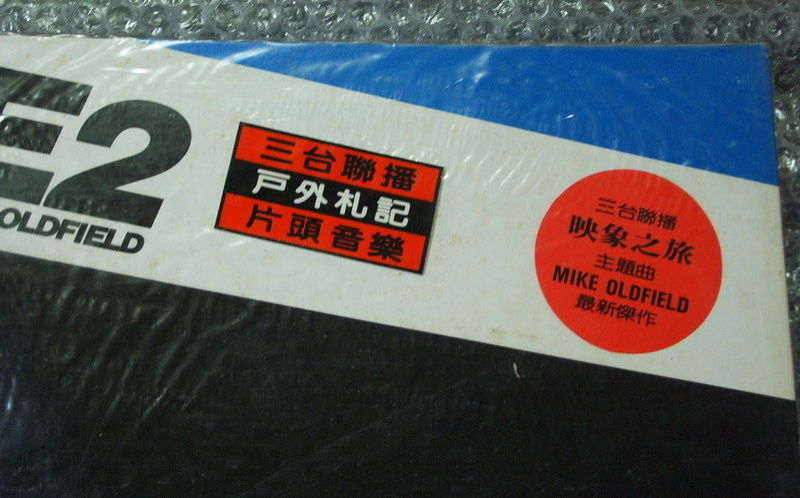 E2
OLDFIELD
三台聯播
戶外札記
片頭音樂
三台聯播
映象之旅
主題曲
MIKE OLDFIELD
最新傑作